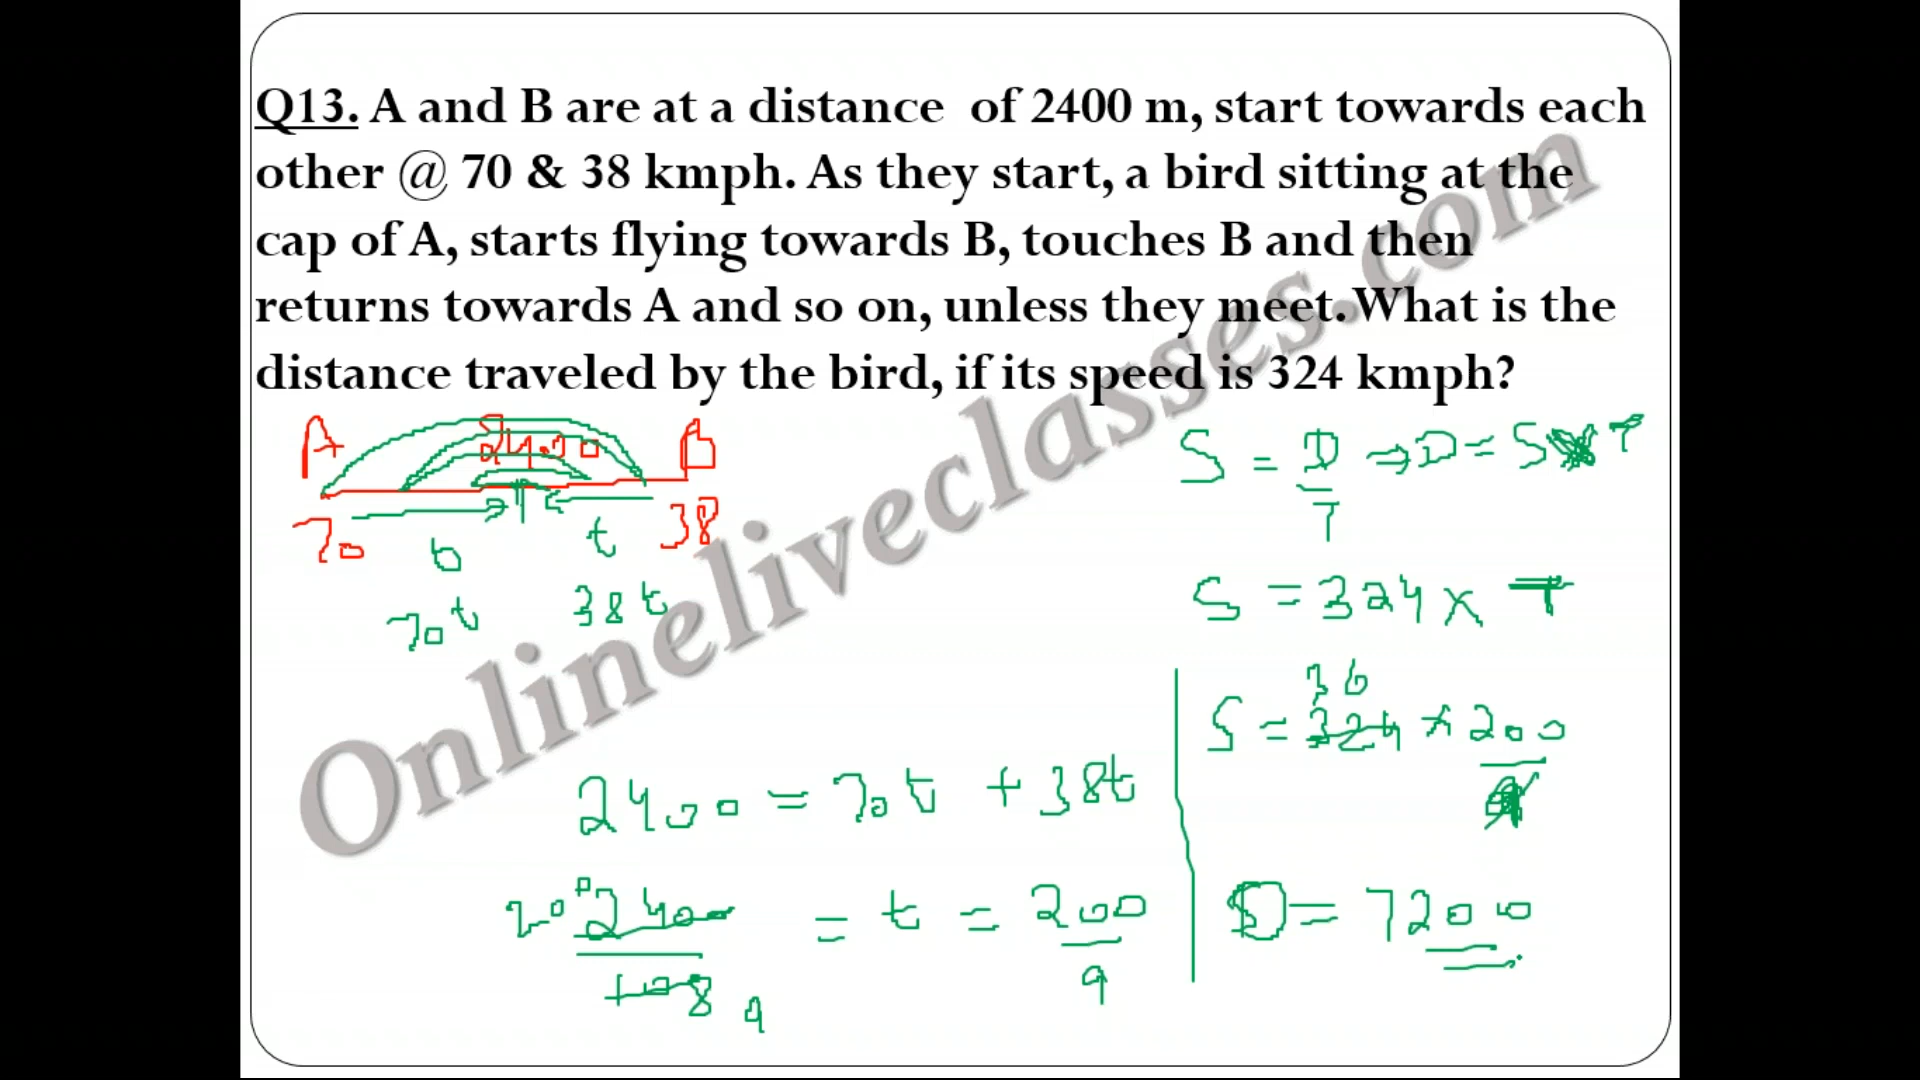 Q13. A and B are at a distance of 2400 m, start towards each
other @ 70 & 38 kmph. As they start, a bird sitting at the
cap of A, starts flying towards B, touches B and then
returns towards A and so on, unless they meet. What is the
distance traveled by the bird, if its speed is 324 kmph?
A 2400 B
S = D/T ⇒ D = S T
70 t 38
70t 38t
S = 324 × T
36
S = 324 × 200/9
2400 = 70t + 38t
200 2400/108 9 = t = 200/9
D = 7200
Onlineliveclasses.com